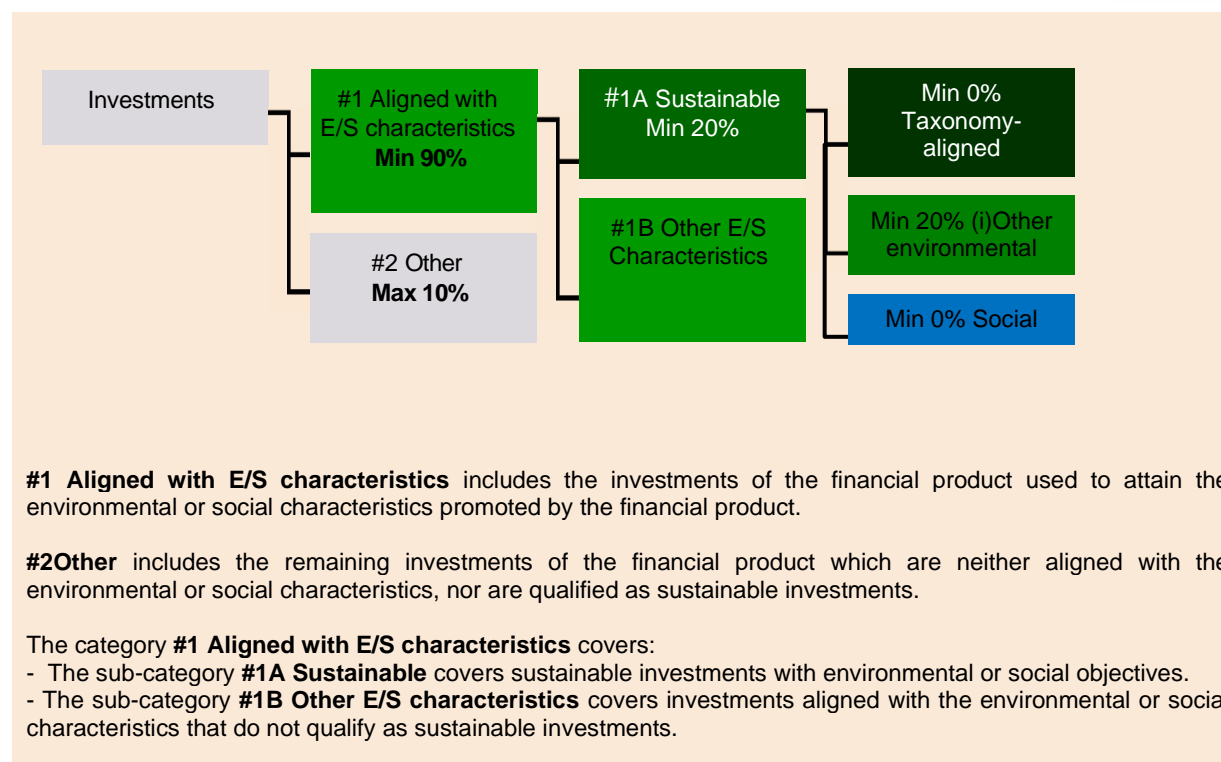 Investments
#1 Aligned with
E/S characteristics
Min 90%
#2 Other
Max 10%
#1A Sustainable
Min 20%
#1B Other E/S
Characteristics
Min 0%
Taxonomy-
aligned
Min 20% (i)Other
environmental
Min 0% Social
#1 Aligned with E/S characteristics includes the investments of the financial product used to attain the
environmental or social characteristics promoted by the financial product.
#2Other includes the remaining investments of the financial product which are neither aligned with the
environmental or social characteristics, nor are qualified as sustainable investments.
The category #1 Aligned with E/S characteristics covers:
- The sub-category #1A Sustainable covers sustainable investments with environmental or social objectives.
- The sub-category #1B Other E/S characteristics covers investments aligned with the environmental or social
characteristics that do not qualify as sustainable investments.